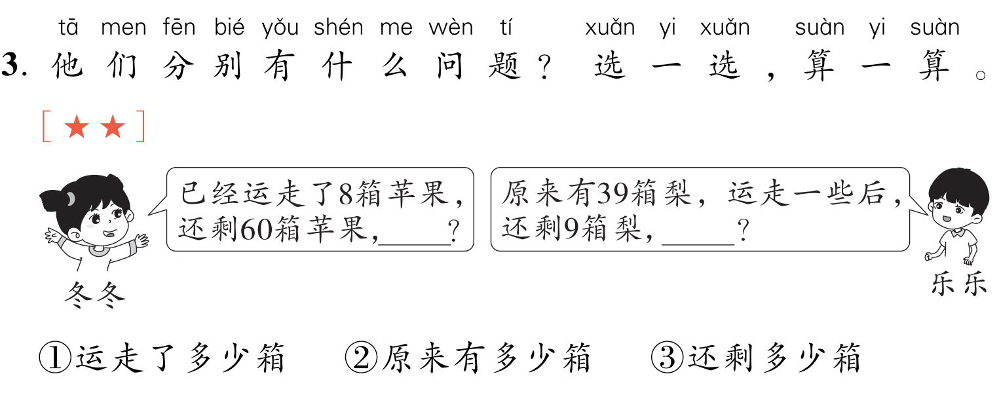 tā men fēn bié yǒu shén me wèn tí xuǎn yi xuǎn suàn yi suàn
3. 他们分别有什么问题？选一选，算一算。
[★★]
已经运走了8箱苹果，
还剩60箱苹果，_____?
原来有39箱梨，运走一些后，
还剩9箱梨，_____?
冬冬
乐乐
①运走了多少箱 ②原来有多少箱 ③还剩多少箱